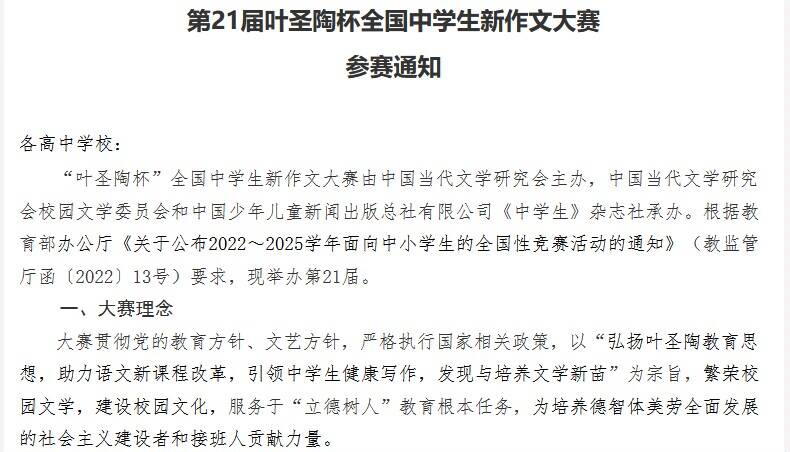 第21届叶圣陶杯全国中学生新作文大赛
参赛通知
各高中学校：
“叶圣陶杯”全国中学生新作文大赛由中国当代文学研究会主办，中国当代文学研究
会校园文学委员会和中国少年儿童新闻出版总社有限公司《中学生》杂志社承办。根据教
育部办公厅《关于公布2022～2025学年面向中小学生的全国性竞赛活动的通知》（教监管
厅函〔2022〕13号）要求，现举办第21届。
一、大赛理念
大赛贯彻党的教育方针、文艺方针，严格执行国家相关政策，以“弘扬叶圣陶教育思
想，助力语文新课程改革，引领中学生健康写作，发现与培养文学新苗”为宗旨，繁荣校
园文学，建设校园文化，服务于“立德树人”教育根本任务，为培养德智体美劳全面发展
的社会主义建设者和接班人贡献力量。